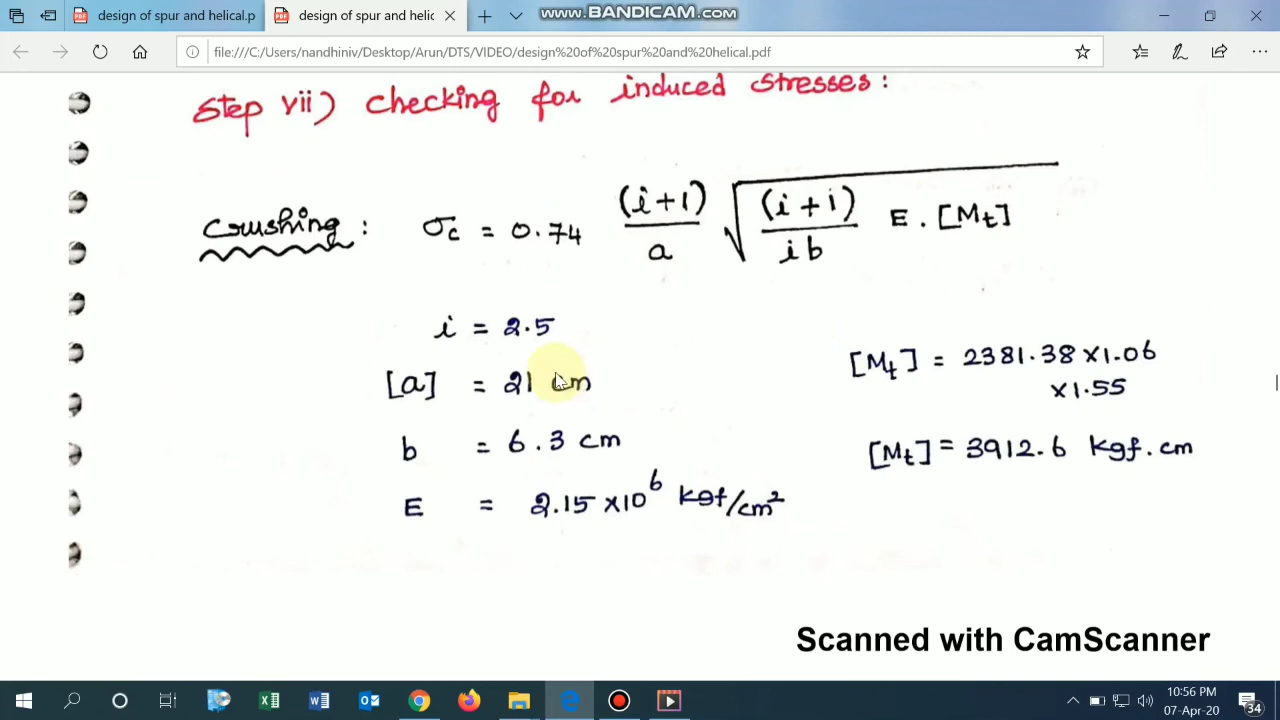 design of spur and helical.p
design of spur and helic
www.BANDICAM.com
file:///C:/Users/nandhiniv/Desktop/Arun/DTS/VIDEO/design%20of%20spur%20and%20helical.pdf
Step vii) checking for induced stresses:
Crushing : σc = 0.74 (i+1)/a √((i+1)/ib E.[Mt])
i = 2.5
[a] = 21 cm
b = 6.3 cm
E = 2.15 ×10^6 kgf/cm²
[Mt] = 2381.38 ×1.06
×1.55
[Mt] = 3912.6 kgf.cm
Scanned with CamScanner
10:56 PM
07-Apr-20
34